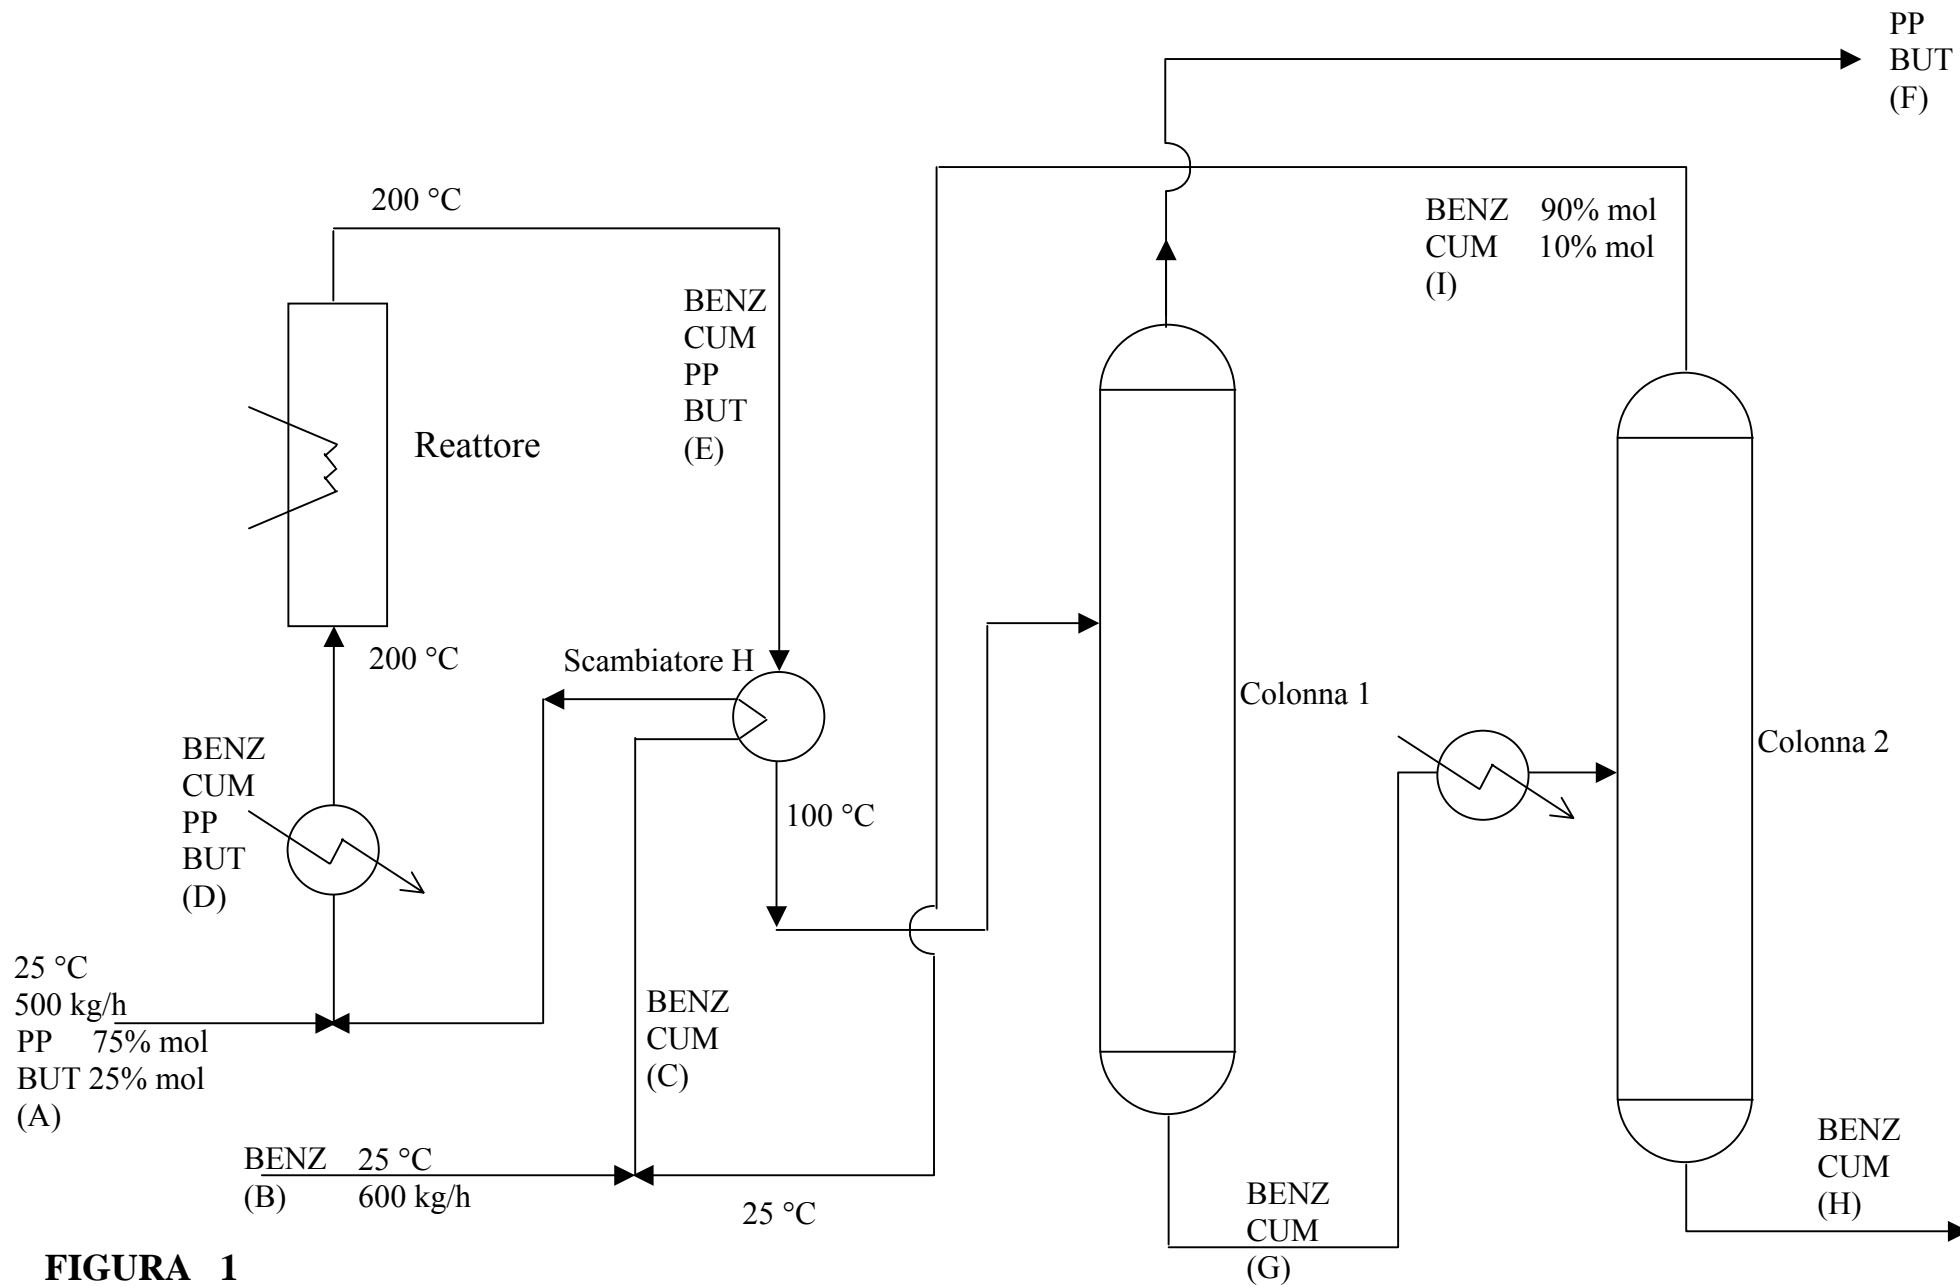 PP
BUT
(F)
200 °C
BENZ 90% mol
CUM 10% mol
(I)
BENZ
CUM
PP
BUT
(E)
Reattore
200 °C
Scambiatore H
Colonna 1
Colonna 2
BENZ
CUM
PP
BUT
(D)
100 °C
25 °C
500 kg/h
PP 75% mol
BUT 25% mol
(A)
BENZ
CUM
(C)
BENZ 25 °C
(B) 600 kg/h
25 °C
BENZ
CUM
(G)
BENZ
CUM
(H)
FIGURA 1